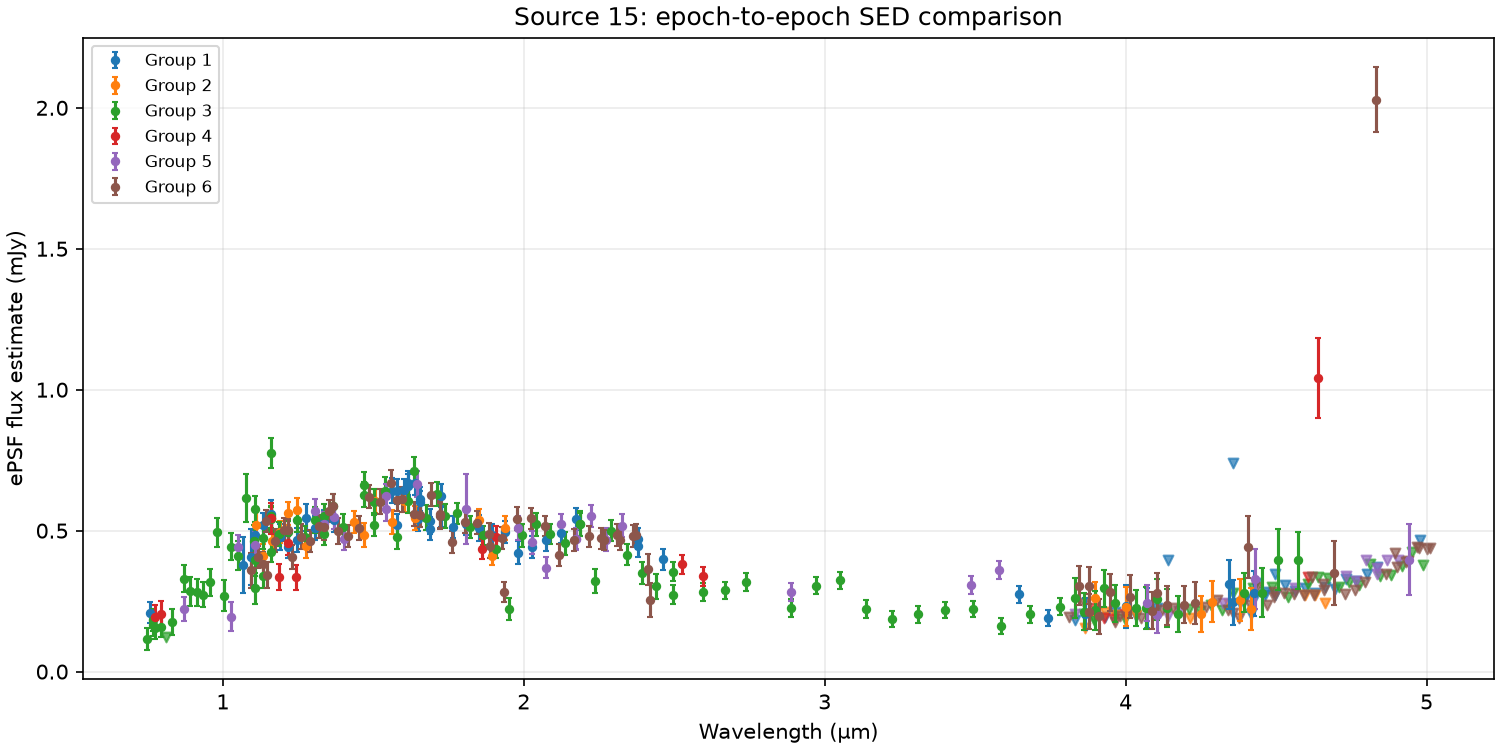 Source 15: epoch-to-epoch SED comparison
Group 1
Group 2
Group 3
Group 4
Group 5
Group 6
ePSF flux estimate (mJy)
2.0
1.5
1.0
0.5
0.0
1 2 3 4 5
Wavelength (µm)